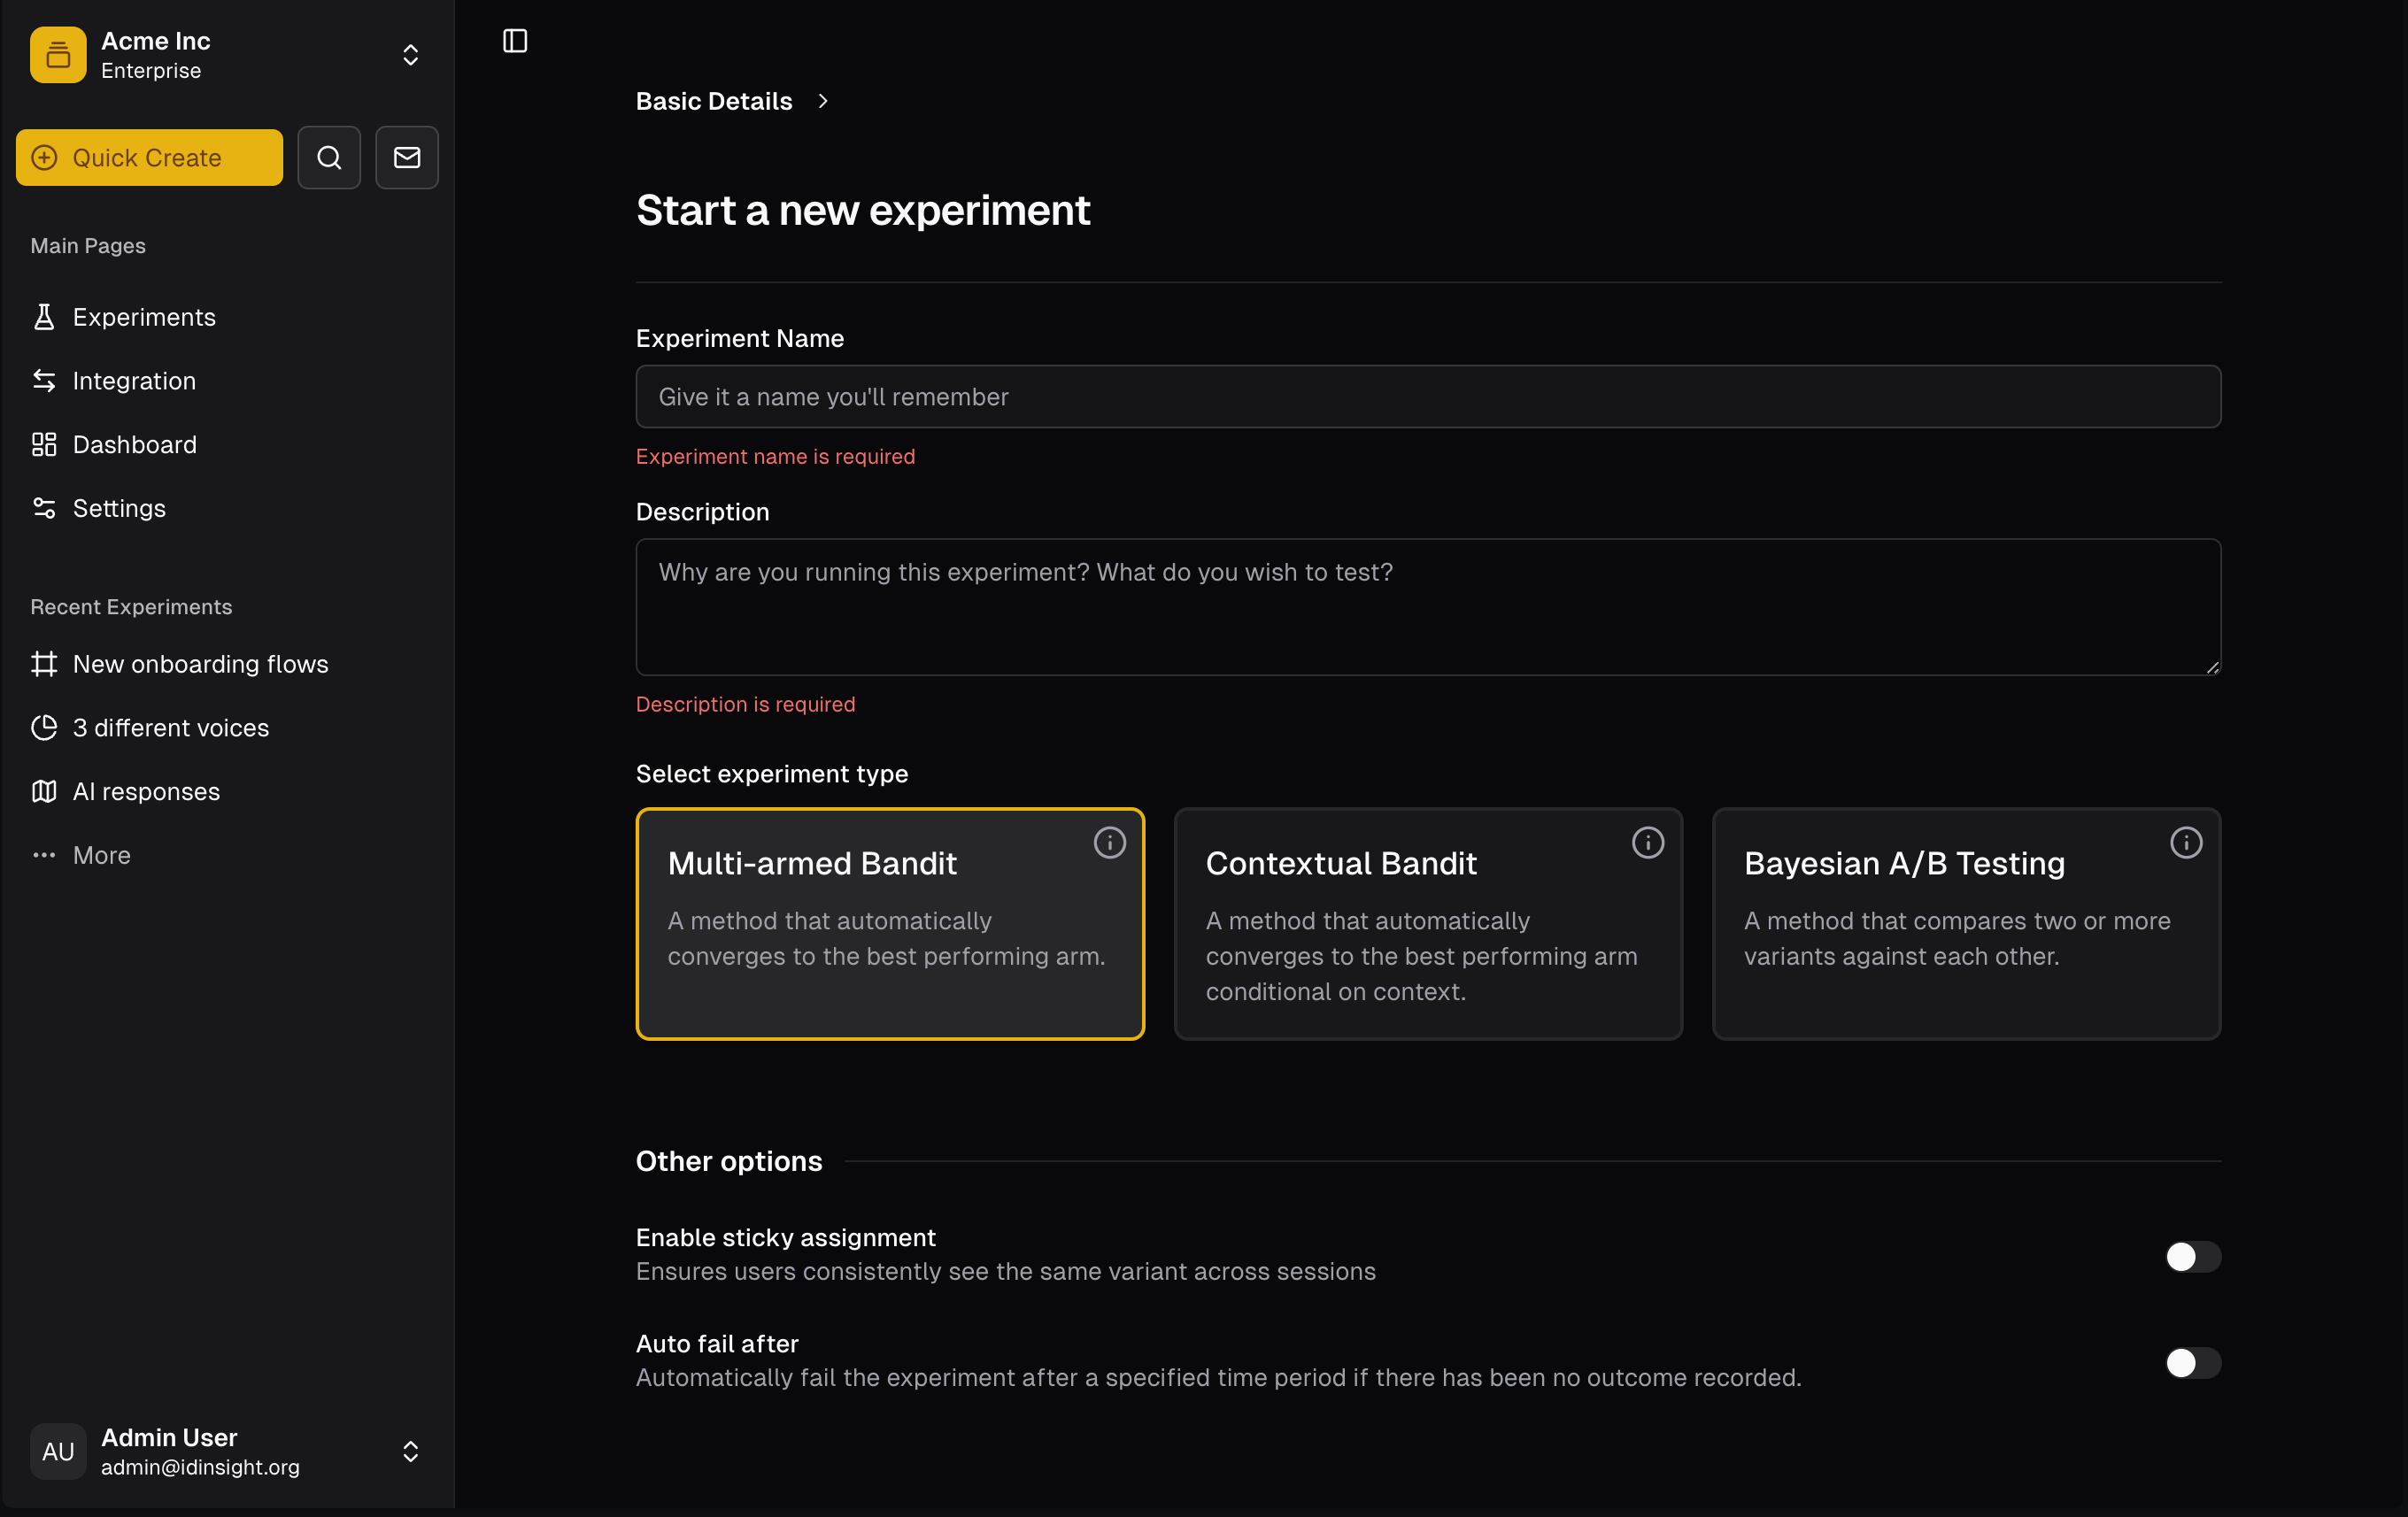 Acme Inc
Enterprise
Quick Create
Main Pages
Experiments
Integration
Dashboard
Settings
Recent Experiments
New onboarding flows
3 different voices
AI responses
More
AU
Admin User
admin@idinsight.org
Basic Details
Start a new experiment
Experiment Name
Give it a name you'll remember
Experiment name is required
Description
Why are you running this experiment? What do you wish to test?
Description is required
Select experiment type
Multi-armed Bandit
A method that automatically
converges to the best performing arm.
Contextual Bandit
A method that automatically
converges to the best performing arm
conditional on context.
Bayesian A/B Testing
A method that compares two or more
variants against each other.
Other options
Enable sticky assignment
Ensures users consistently see the same variant across sessions
Auto fail after
Automatically fail the experiment after a specified time period if there has been no outcome recorded.